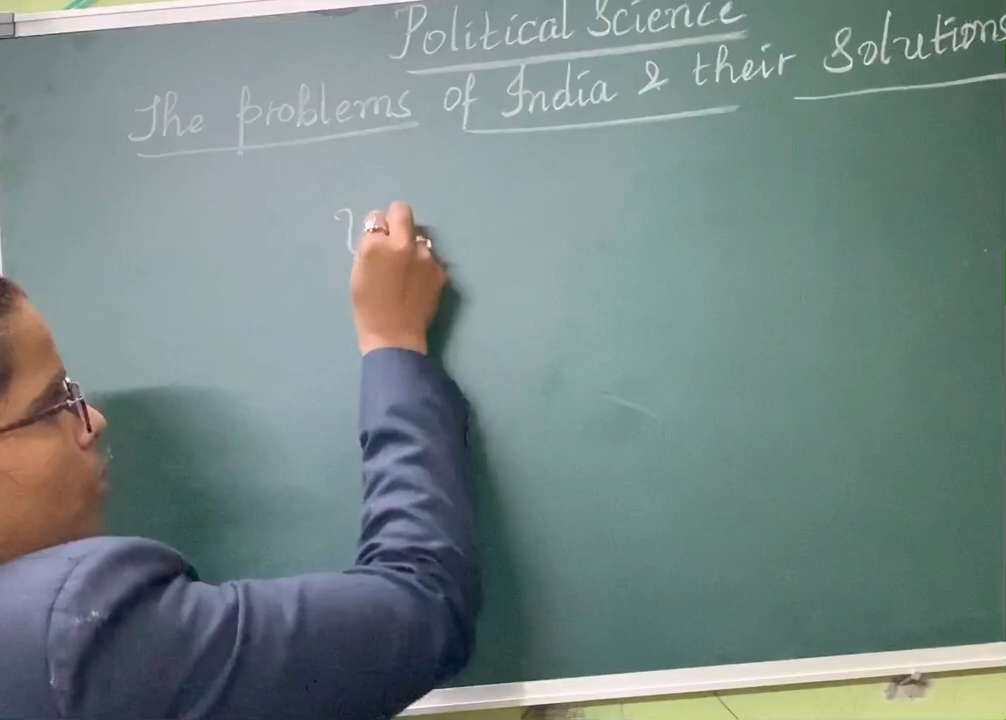 Political Science
The problems of India & their Solutions